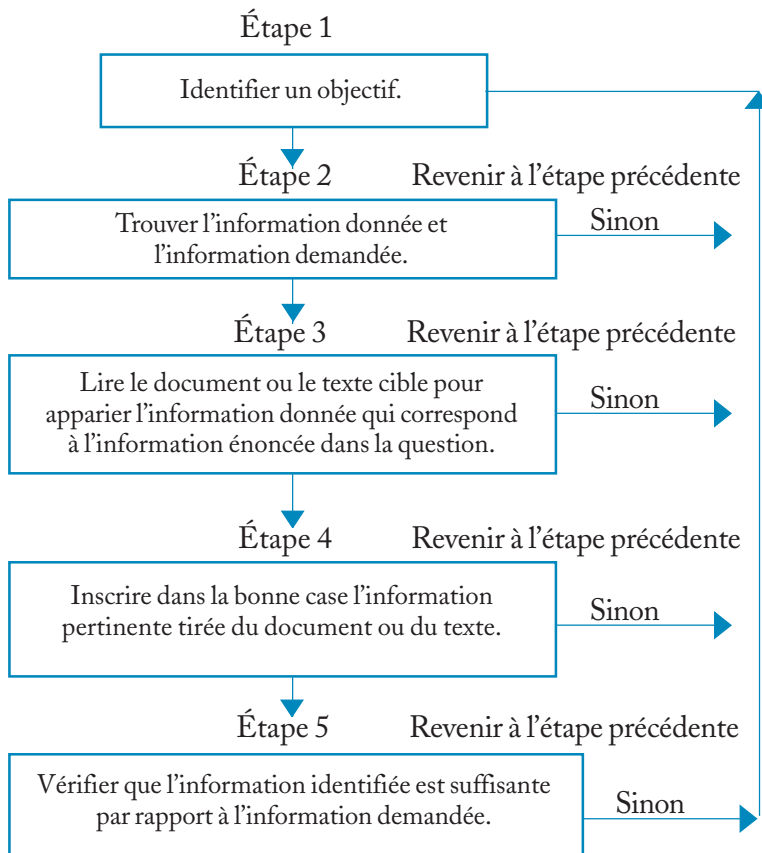 Étape 1
Identifier un objectif.
Étape 2
Revenir à l’étape précédente
Trouver l’information donnée et
l’information demandée.
Sinon
Étape 3
Revenir à l’étape précédente
Lire le document ou le texte cible pour
apparier l’information donnée qui correspond
à l’information énoncée dans la question.
Sinon
Étape 4
Revenir à l’étape précédente
Inscrire dans la bonne case l’information
pertinente tirée du document ou du texte.
Sinon
Étape 5
Revenir à l’étape précédente
Vérifier que l’information identifiée est suffisante
par rapport à l’information demandée.
Sinon